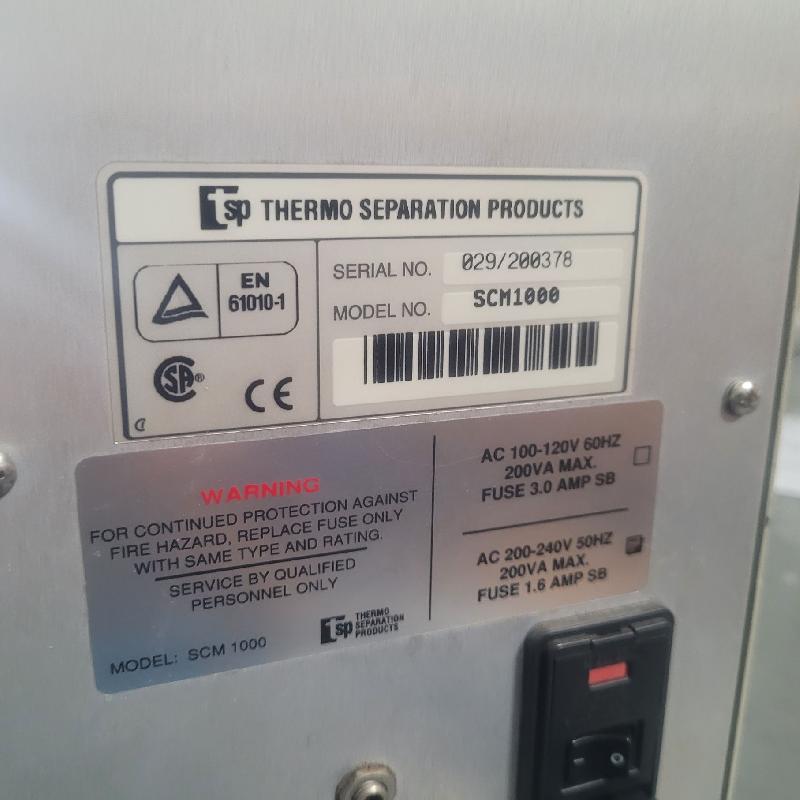 tsp THERMO SEPARATION PRODUCTS
EN
61010-1
SERIAL NO. 029/200378
MODEL NO. SCM1000
CSA®
CE
WARNING
FOR CONTINUED PROTECTION AGAINST
FIRE HAZARD, REPLACE FUSE ONLY
WITH SAME TYPE AND RATING.
SERVICE BY QUALIFIED
PERSONNEL ONLY
tsp THERMO
SEPARATION
PRODUCTS
MODEL: SCM 1000
AC 100-120V 60HZ
200VA MAX.
FUSE 3.0 AMP SB
AC 200-240V 50HZ
200VA MAX.
FUSE 1.6 AMP SB